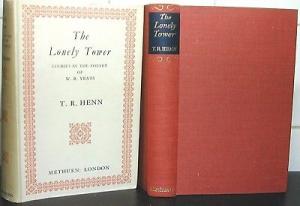 The
Lonely Tower
STUDIES IN THE POETRY
OF
W. B. YEATS
T. R. HENN
METHUEN: LONDON
The
Lonely
Tower
T. R. HENN